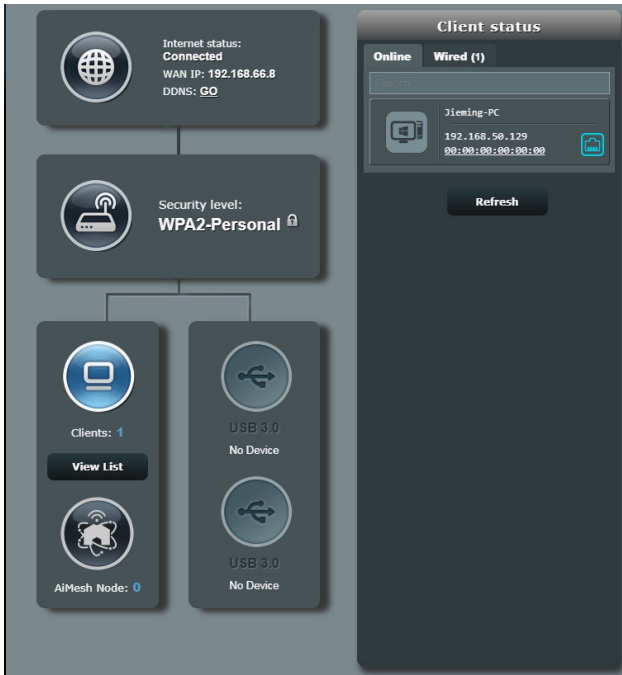 Internet status:
Connected
WAN IP: 192.168.66.8
DDNS: GO
Security level:
WPA2-Personal
Clients: 1
View List
AiMesh Node: 0
USB 3.0
No Device
USB 3.0
No Device
Client status
Online
Wired (1)
Search
Jieming-PC
192.168.50.129
00:00:00:00:00:00
Refresh